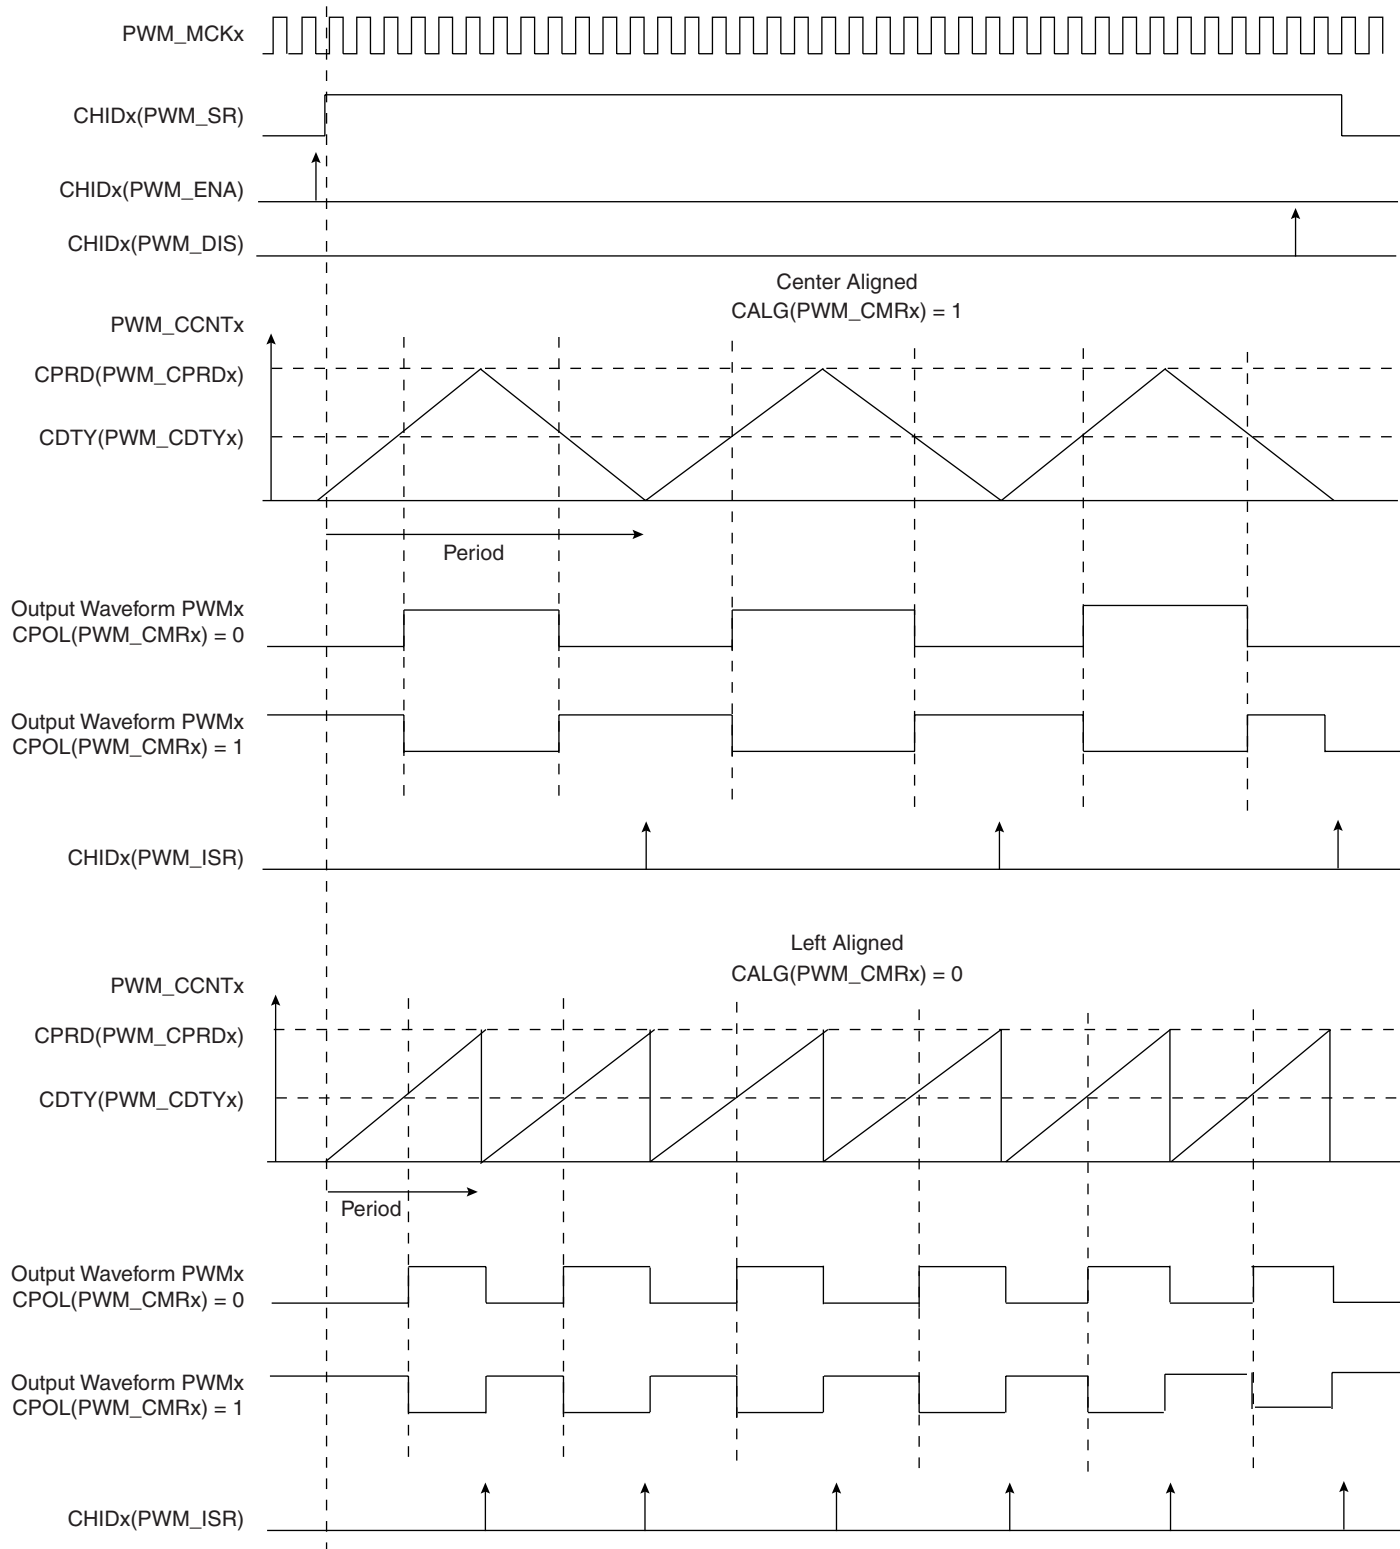 PWM_MCKx
CHIDx(PWM_SR)
CHIDx(PWM_ENA)
CHIDx(PWM_DIS)
Center Aligned
CALG(PWM_CMRx) = 1
PWM_CCNTx
CPRD(PWM_CPRDx)
CDTY(PWM_CDTYx)
Period
Output Waveform PWMx
CPOL(PWM_CMRx) = 0
Output Waveform PWMx
CPOL(PWM_CMRx) = 1
CHIDx(PWM_ISR)
Left Aligned
CALG(PWM_CMRx) = 0
PWM_CCNTx
CPRD(PWM_CPRDx)
CDTY(PWM_CDTYx)
Period
Output Waveform PWMx
CPOL(PWM_CMRx) = 0
Output Waveform PWMx
CPOL(PWM_CMRx) = 1
CHIDx(PWM_ISR)